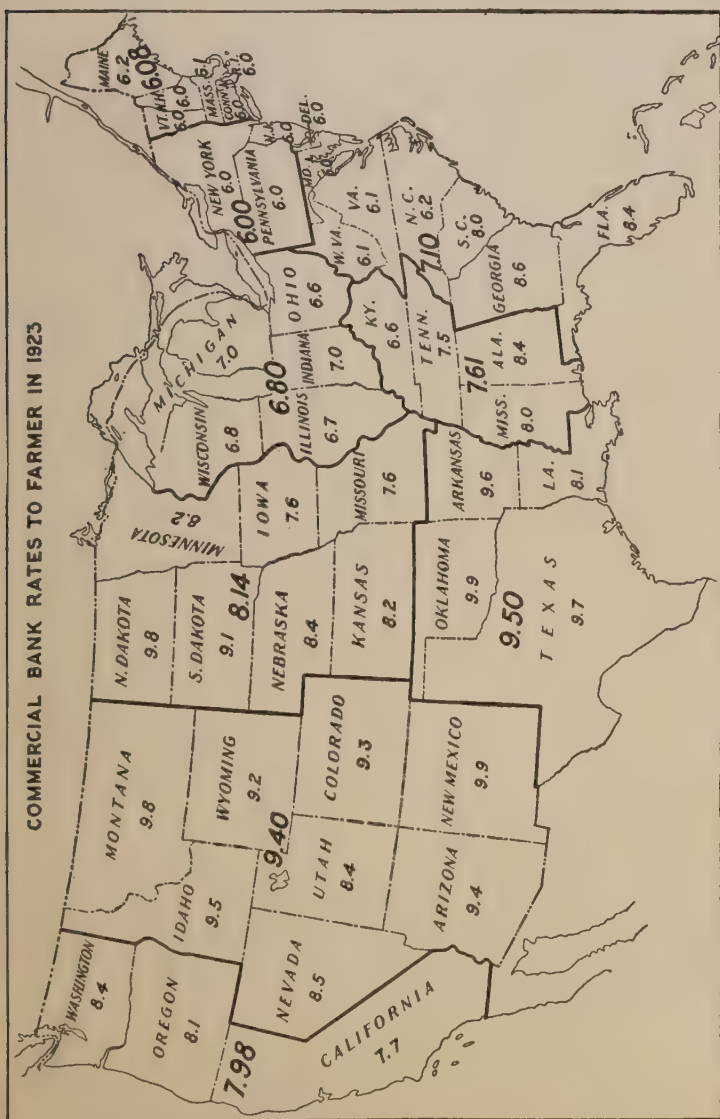 COMMERCIAL BANK RATES TO FARMER IN 1923
WASHINGTON
8.4
OREGON
8.1
7.98
CALIFORNIA
7.7
NEVADA
8.5
IDAHO
9.5
MONTANA
9.8
WYOMING
9.2
9.40
UTAH
8.4
COLORADO
9.3
ARIZONA
9.4
NEW MEXICO
9.9
N. DAKOTA
9.8
S. DAKOTA
9.1
8.14
NEBRASKA
8.4
KANSAS
8.2
MINNESOTA
8.2
IOWA
7.6
MISSOURI
7.6
OKLAHOMA
9.9
9.50
TEXAS
9.7
ARKANSAS
9.6
LA.
8.1
WISCONSIN
6.8
MICHIGAN
7.0
6.80
ILLINOIS
6.7
INDIANA
7.0
OHIO
6.6
KY.
6.6
TENN.
7.5
7.61
MISS.
8.0
ALA.
8.4
W. VA.
6.1
VA.
6.1
N. C.
6.2
7.10
S. C.
8.0
GEORGIA
8.6
FLA.
8.4
NEW YORK
6.0
6.00
PENNSYLVANIA
6.0
N.J.
6.0
DEL.
6.0
MD.
MAINE
6.2
6.08
VT.
6.0
N.H.
6.0
MASS.
6.1
CONN.
6.0
R.I.
6.0